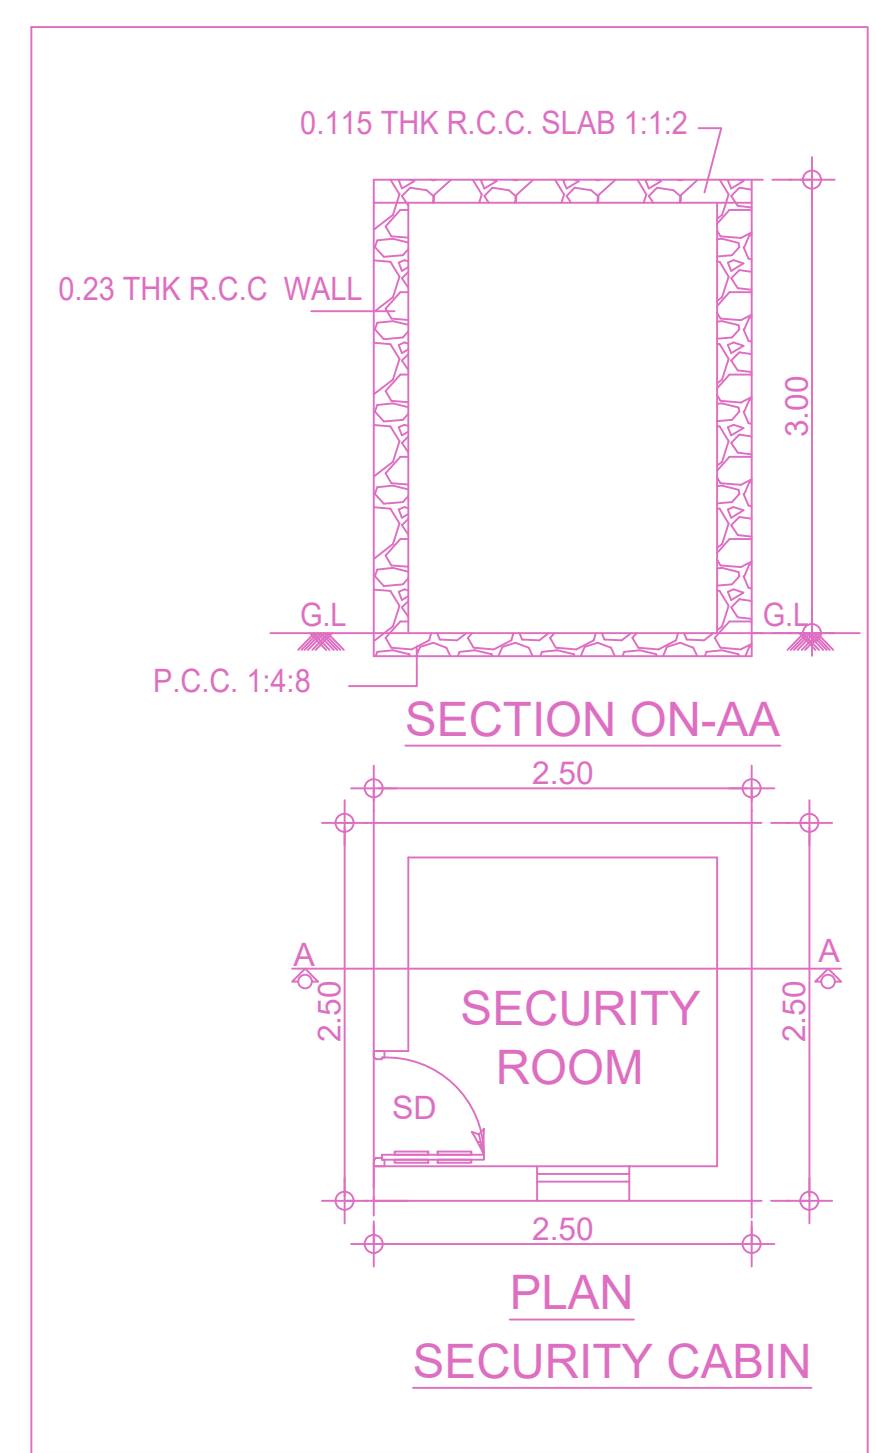 0.115 THK R.C.C. SLAB 1:1:2
0.23 THK R.C.C WALL
3.00
G.L
G.L
P.C.C. 1:4:8
SECTION ON-AA
2.50
A
A
2.50
2.50
SECURITY
ROOM
SD
2.50
PLAN
SECURITY CABIN